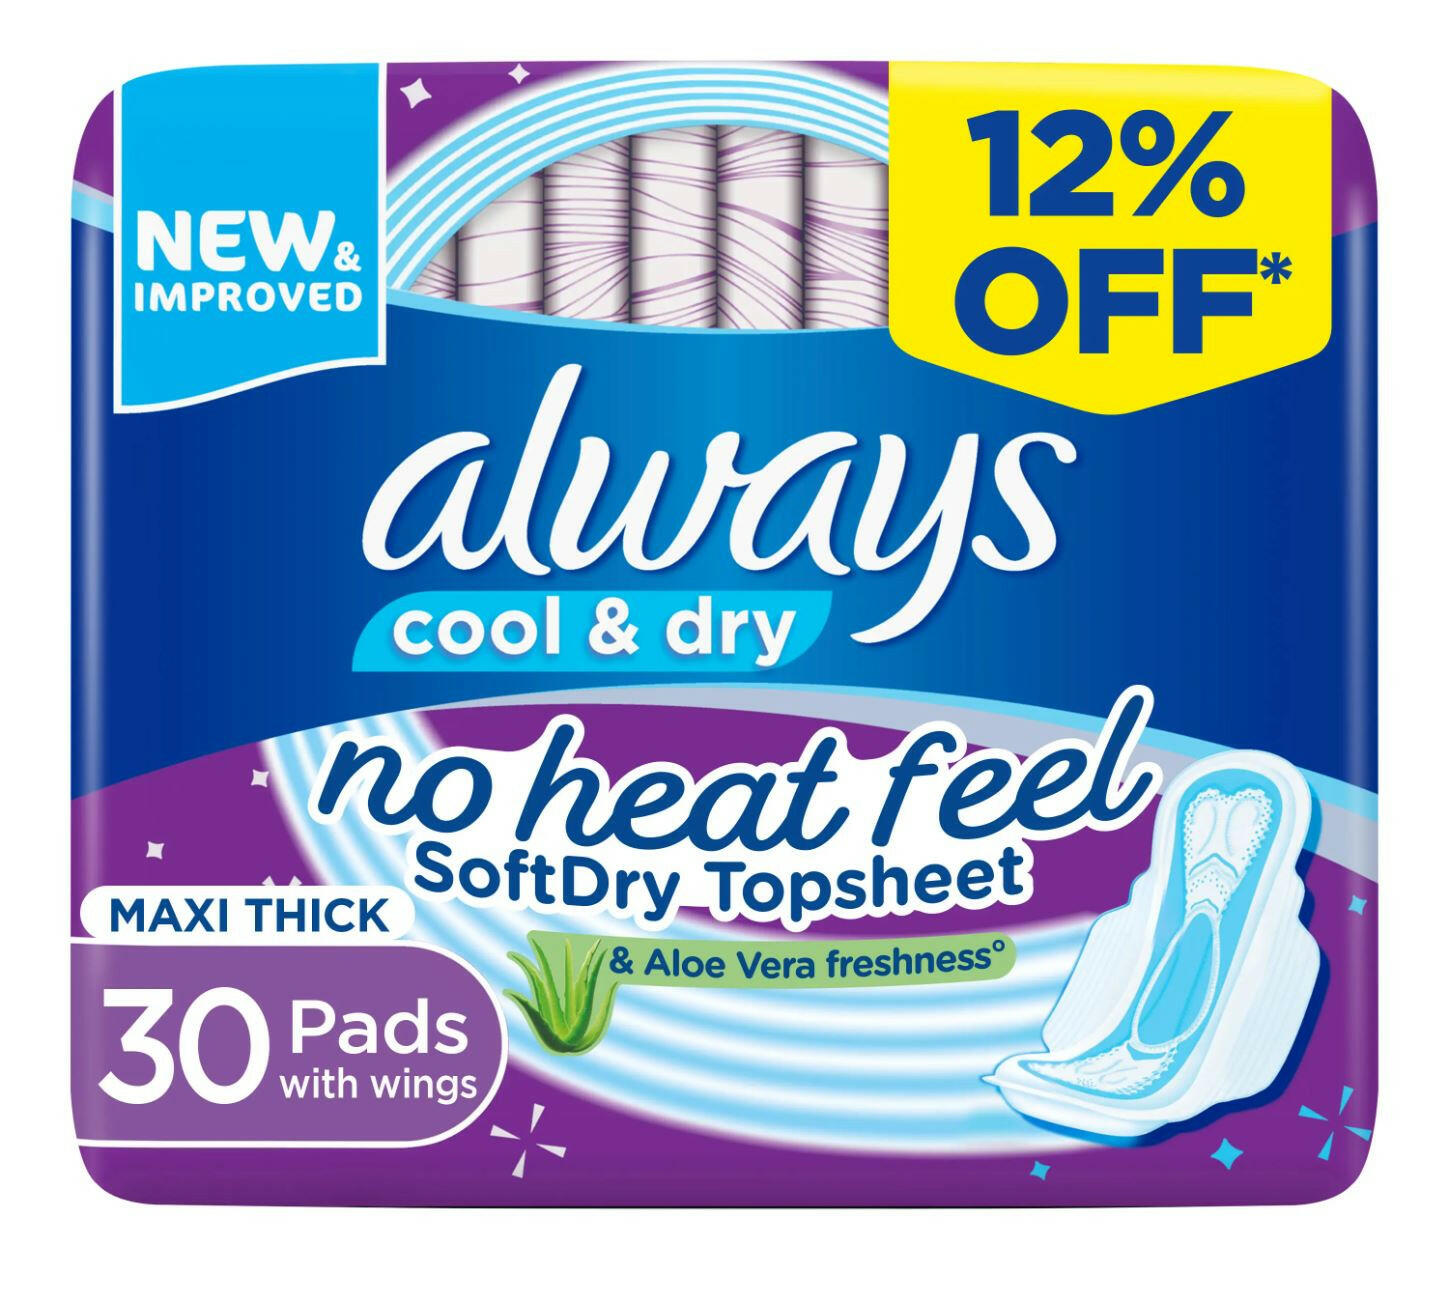 NEW &
IMPROVED
12%
OFF*
always
cool & dry
no heat feel
SoftDry Topsheet
& Aloe Vera freshness°
MAXI THICK
30 Pads
with wings